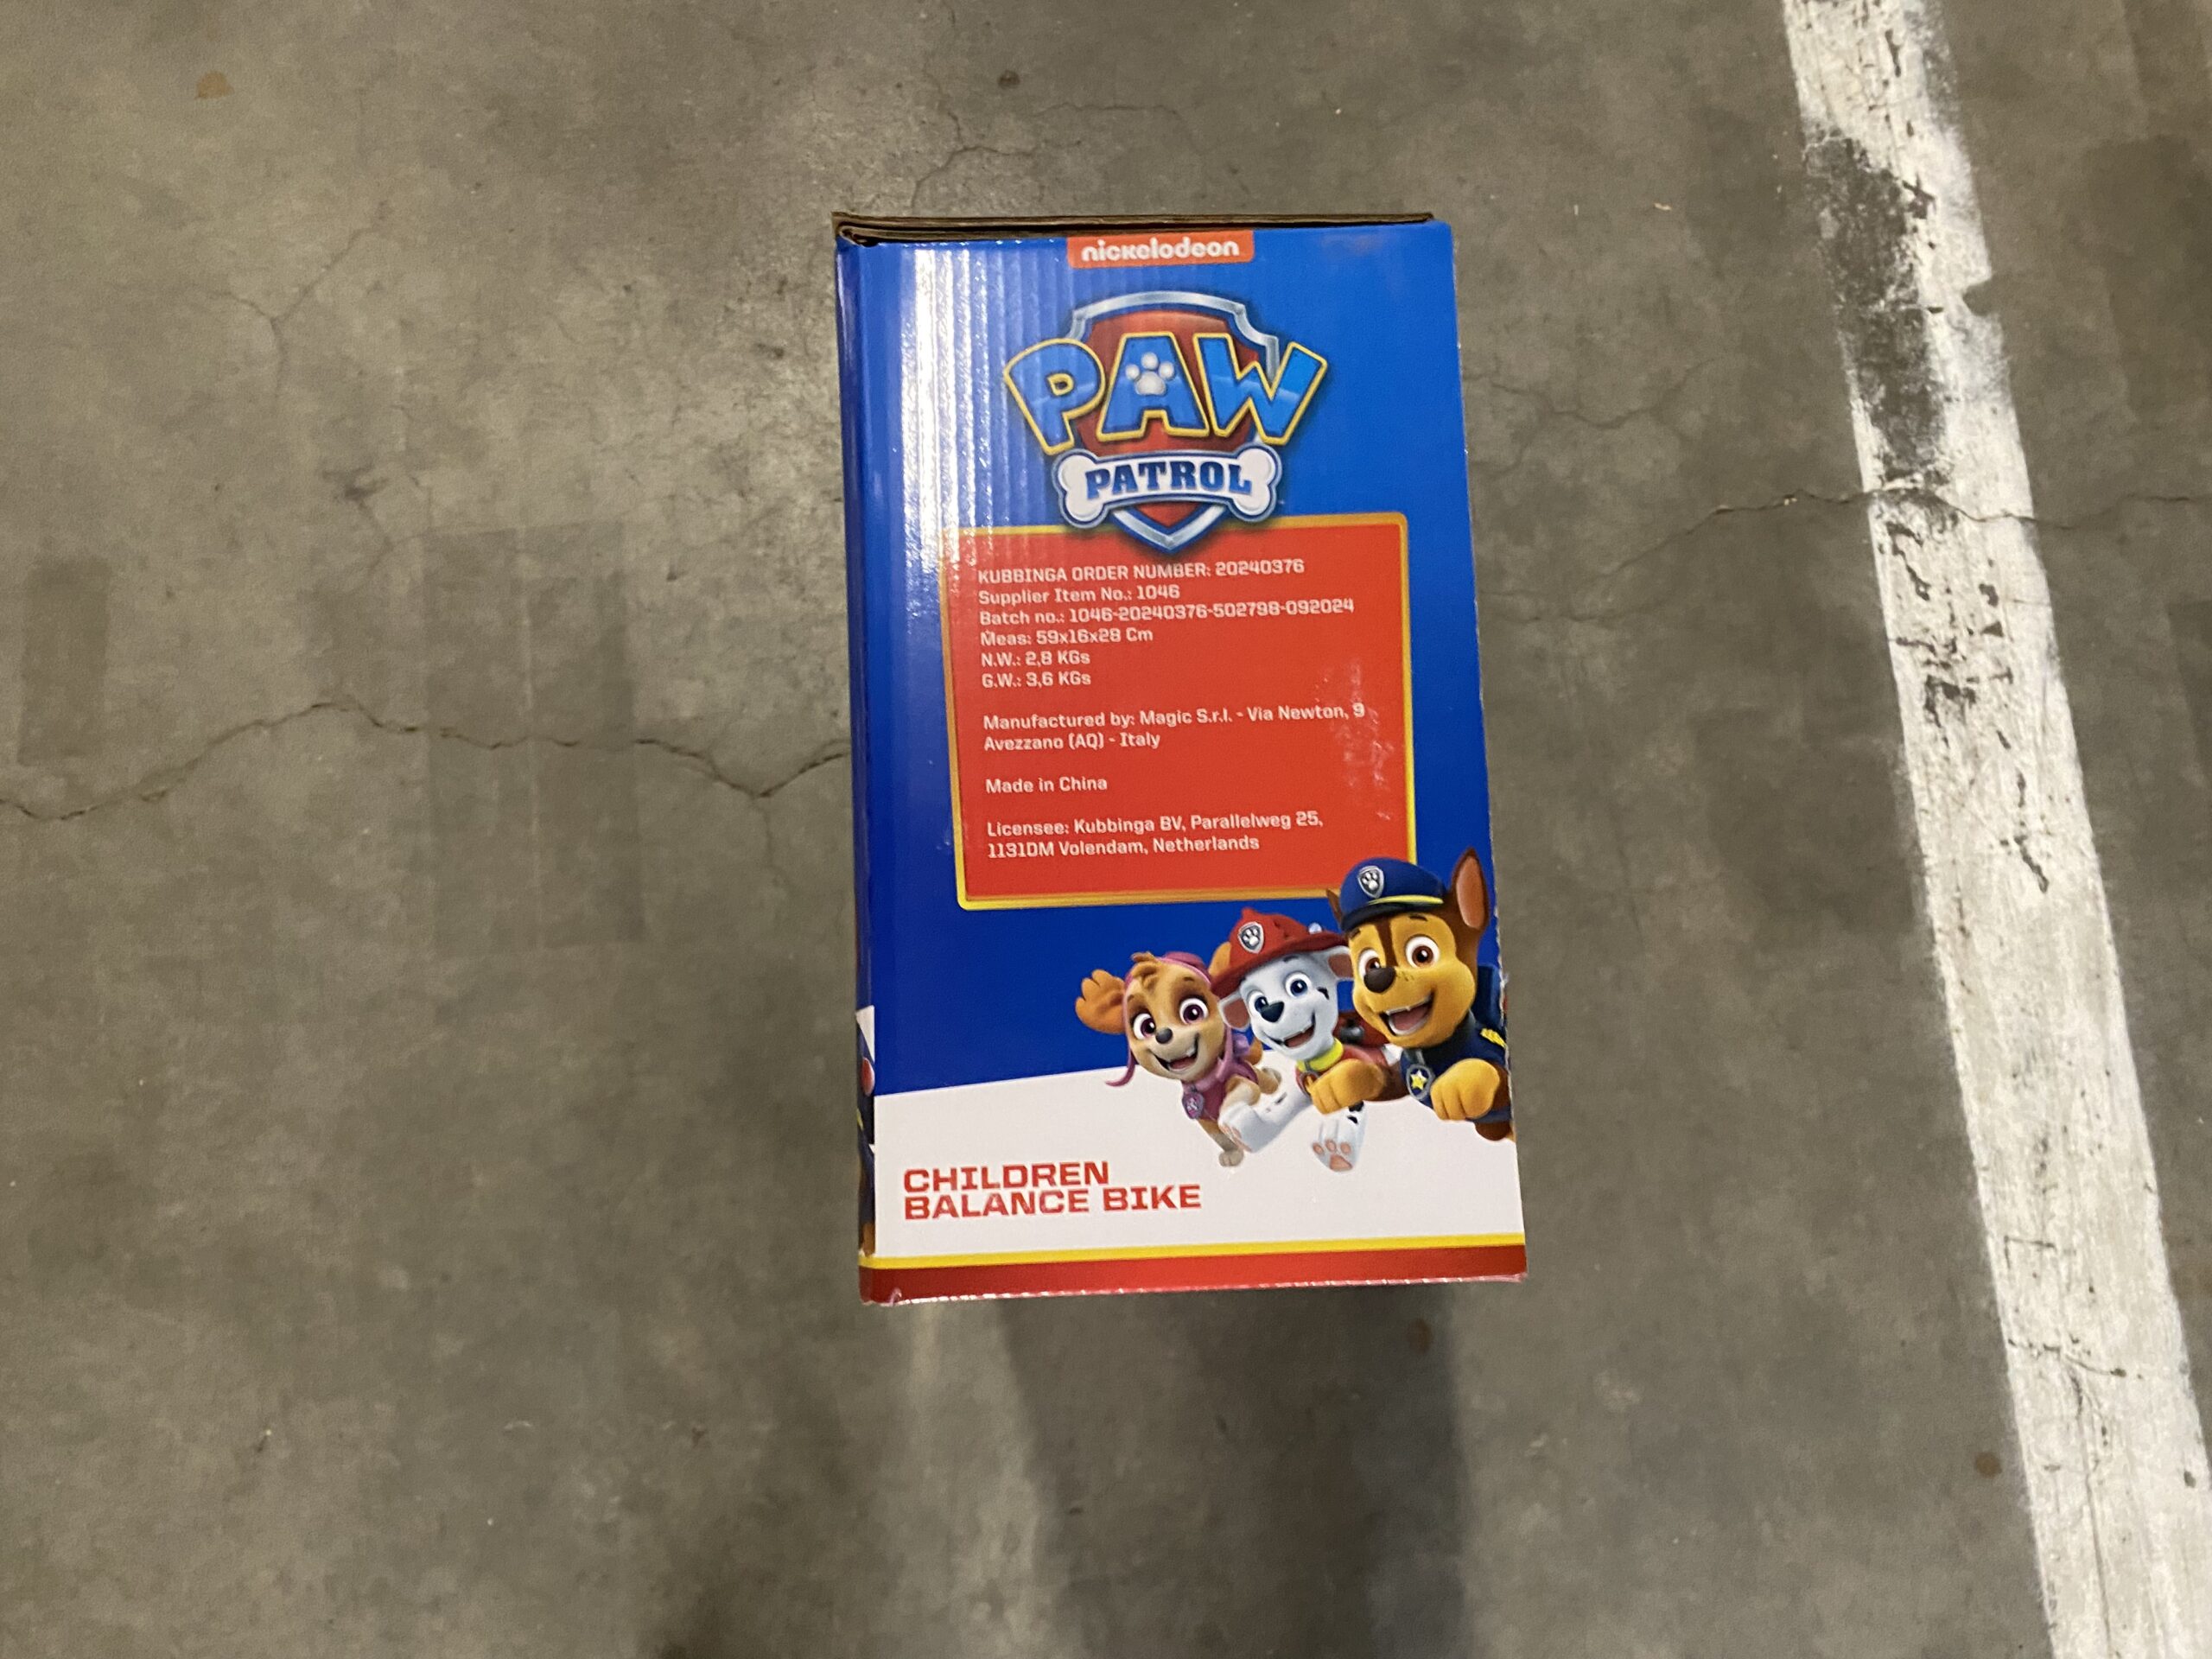 nickelodeon
PAW
PATROL
KUBBINGA ORDER NUMBER: 20240376
Supplier Item No.: 1046
Batch no.: 1046-20240376-502798-092024
Meas: 59x16x28 Cm
N.W.: 2,8 KGs
G.W.: 3,6 KGs
Manufactured by: Magic S.r.l. - Via Newton, 9
Avezzano (AQ) - Italy
Made in China
Licensee: Kubbinga BV, Parallelweg 25,
1131DM Volendam, Netherlands
CHILDREN
BALANCE BIKE